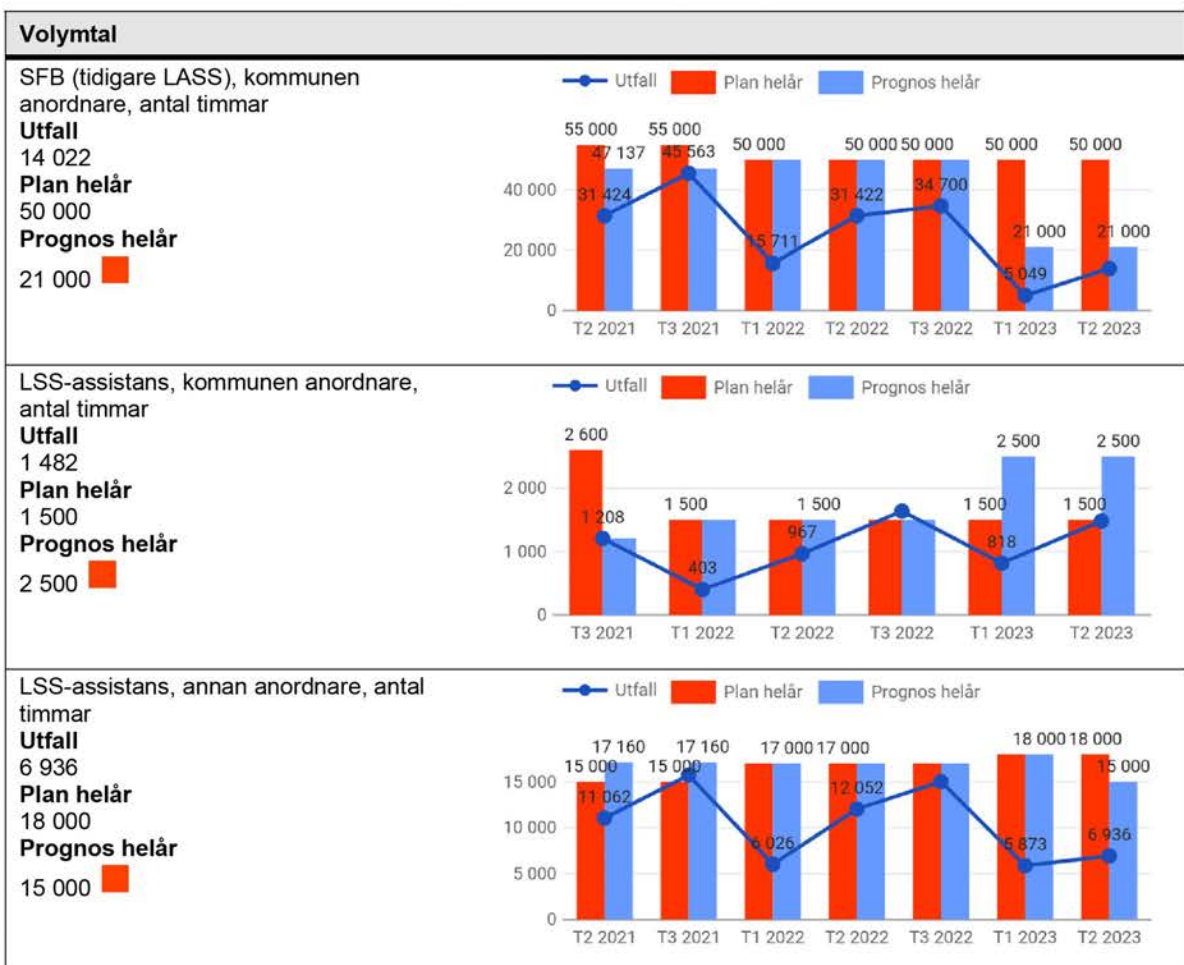 Volymtal
SFB (tidigare LASS), kommunen
anordnare, antal timmar
Utfall
14 022
Plan helår
50 000
Prognos helår
21 000
Utfall Plan helår Prognos helår
55 000 55 000 50 000 50 000 50 000 50 000 50 000
47 137 45 563
40 000
31 424 31 422 34 700
20 000
15 711 21 000 21 000
5 049
0
T2 2021 T3 2021 T1 2022 T2 2022 T3 2022 T1 2023 T2 2023
LSS-assistans, kommunen anordnare,
antal timmar
Utfall
1 482
Plan helår
1 500
Prognos helår
2 500
Utfall Plan helår Prognos helår
2 600 2 500 2 500
2 000
1 500 1 500 1 500 1 500
1 208
1 000
967 818
403
0
T3 2021 T1 2022 T2 2022 T3 2022 T1 2023 T2 2023
LSS-assistans, annan anordnare, antal
timmar
Utfall
6 936
Plan helår
18 000
Prognos helår
15 000
Utfall Plan helår Prognos helår
17 160 17 160 17 000 17 000 18 000 18 000
15 000 15 000 15 000
15 000
11 062 12 052
10 000
6 026 5 873 6 936
5 000
0
T2 2021 T3 2021 T1 2022 T2 2022 T3 2022 T1 2023 T2 2023